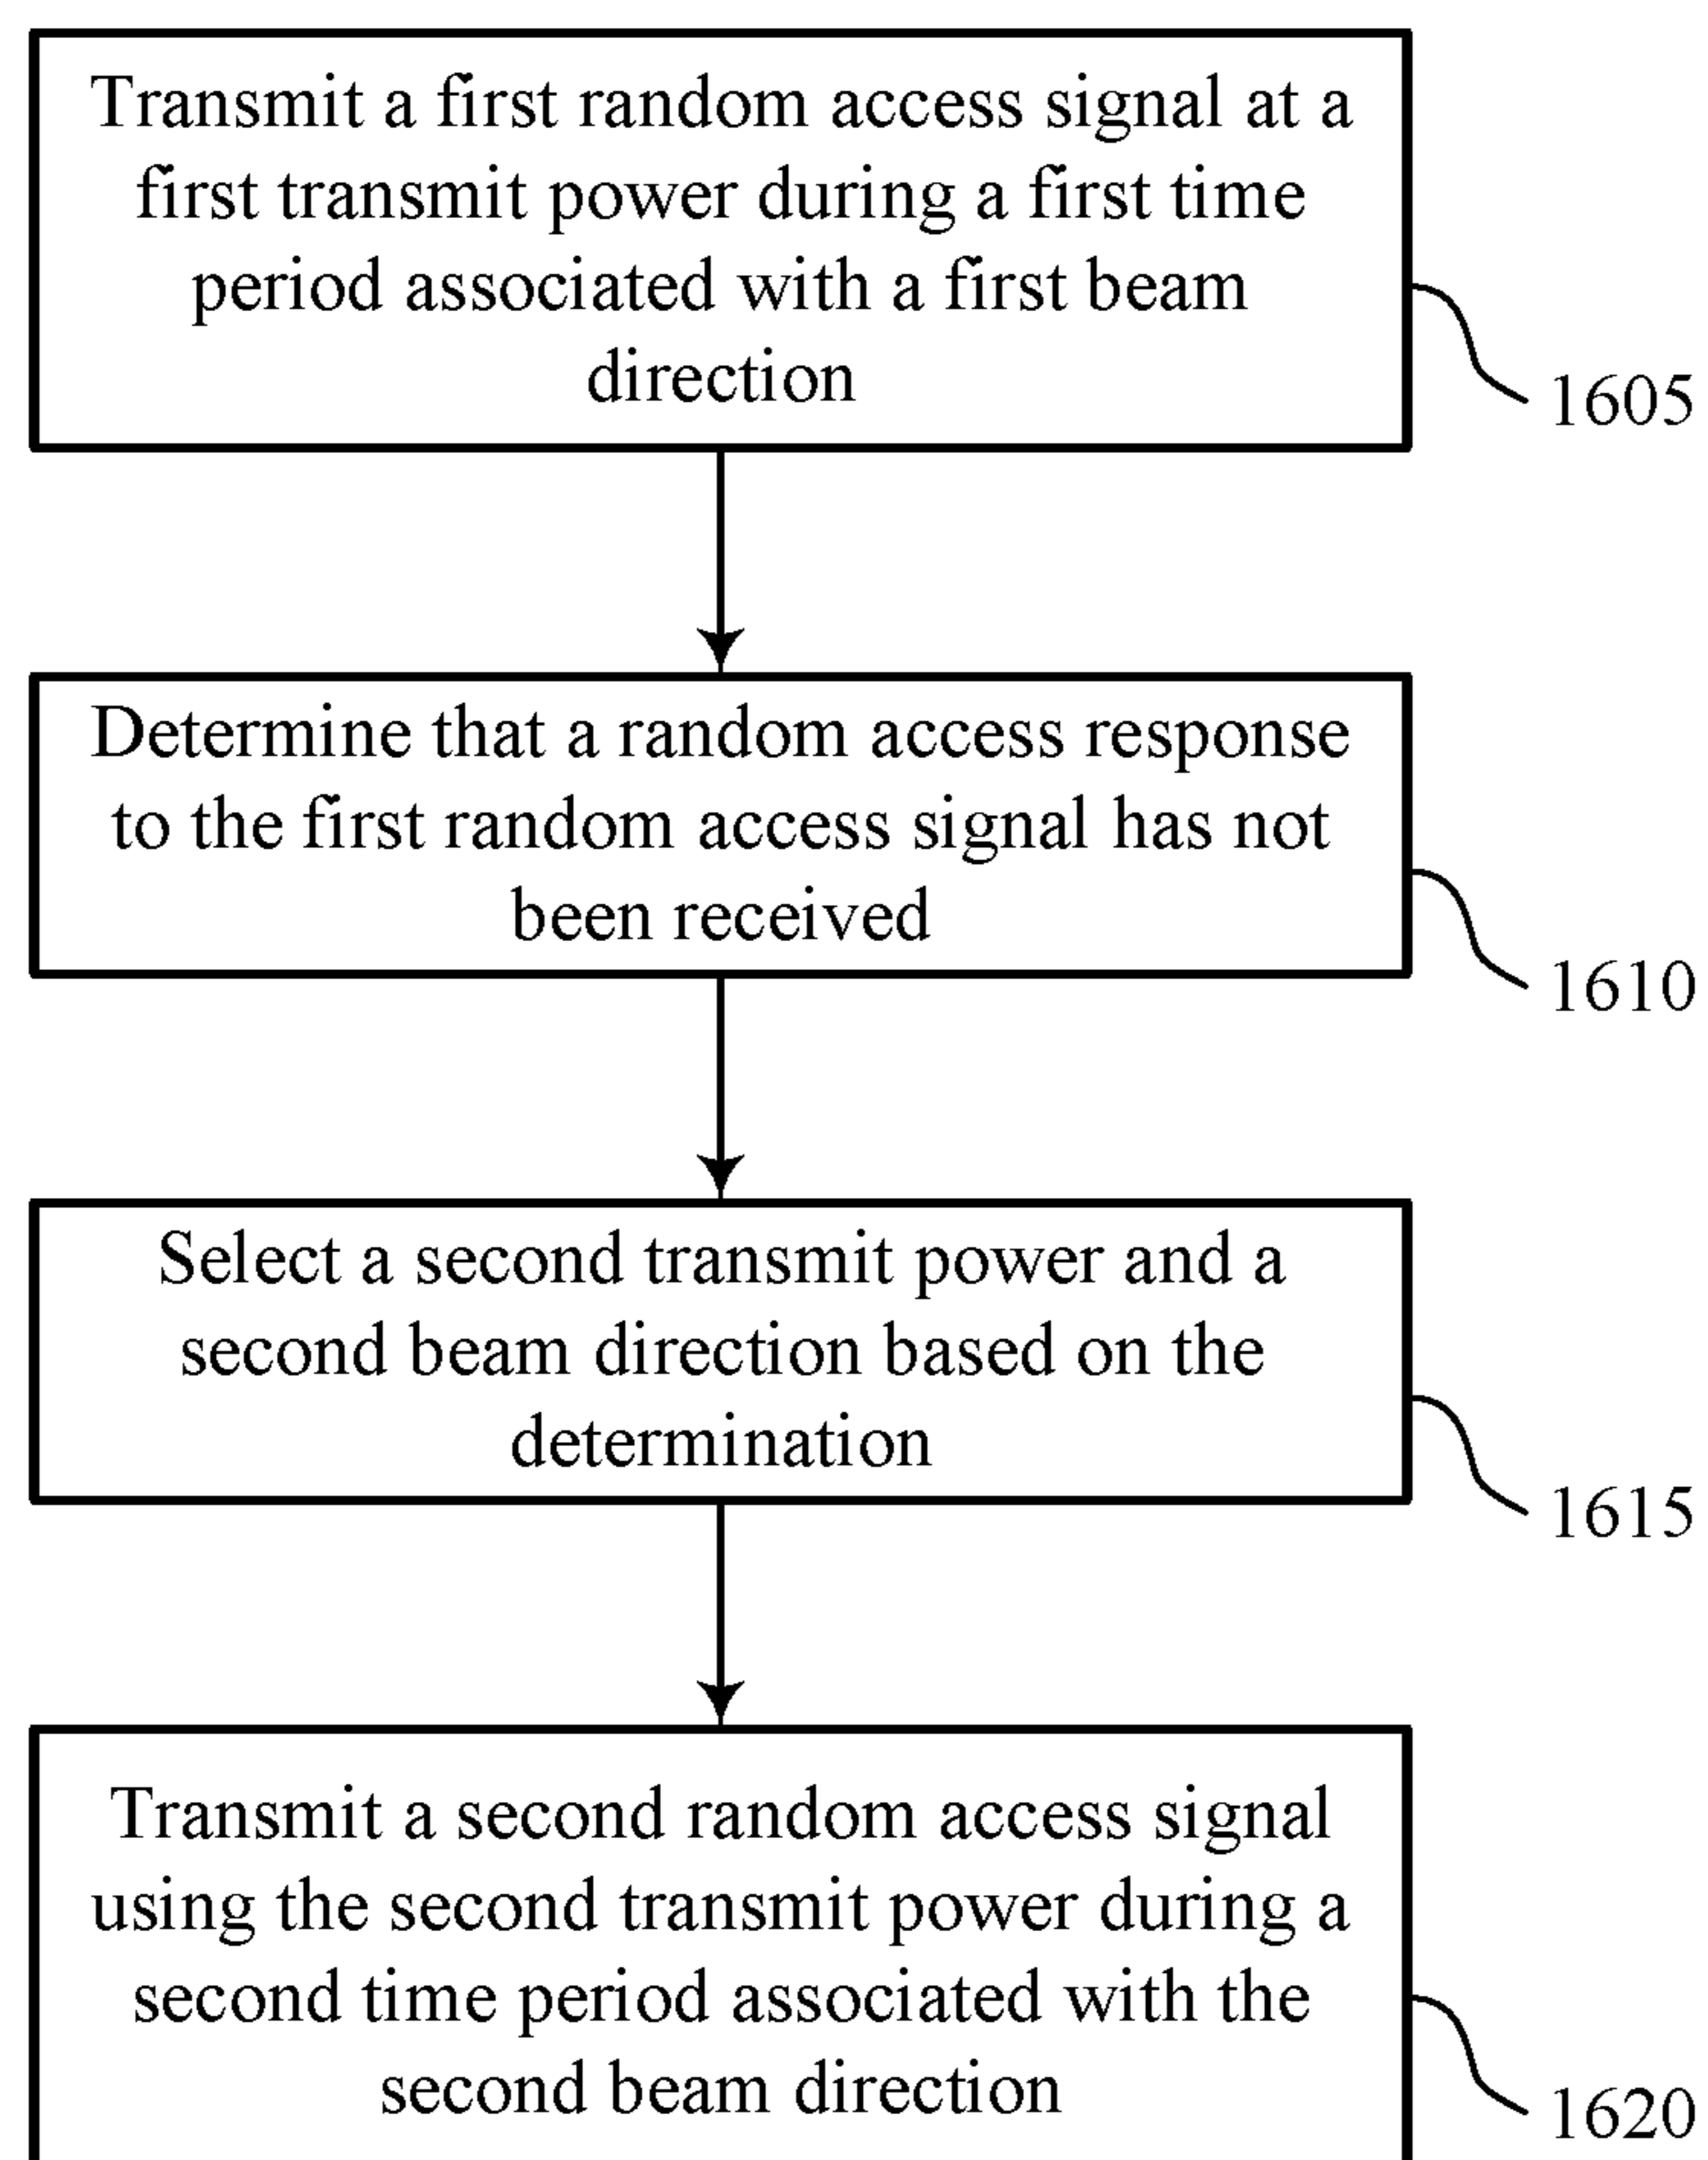 Transmit a first random access signal at a
first transmit power during a first time
period associated with a first beam
direction
1605
Determine that a random access response
to the first random access signal has not
been received
1610
Select a second transmit power and a
second beam direction based on the
determination
1615
Transmit a second random access signal
using the second transmit power during a
second time period associated with the
second beam direction
1620